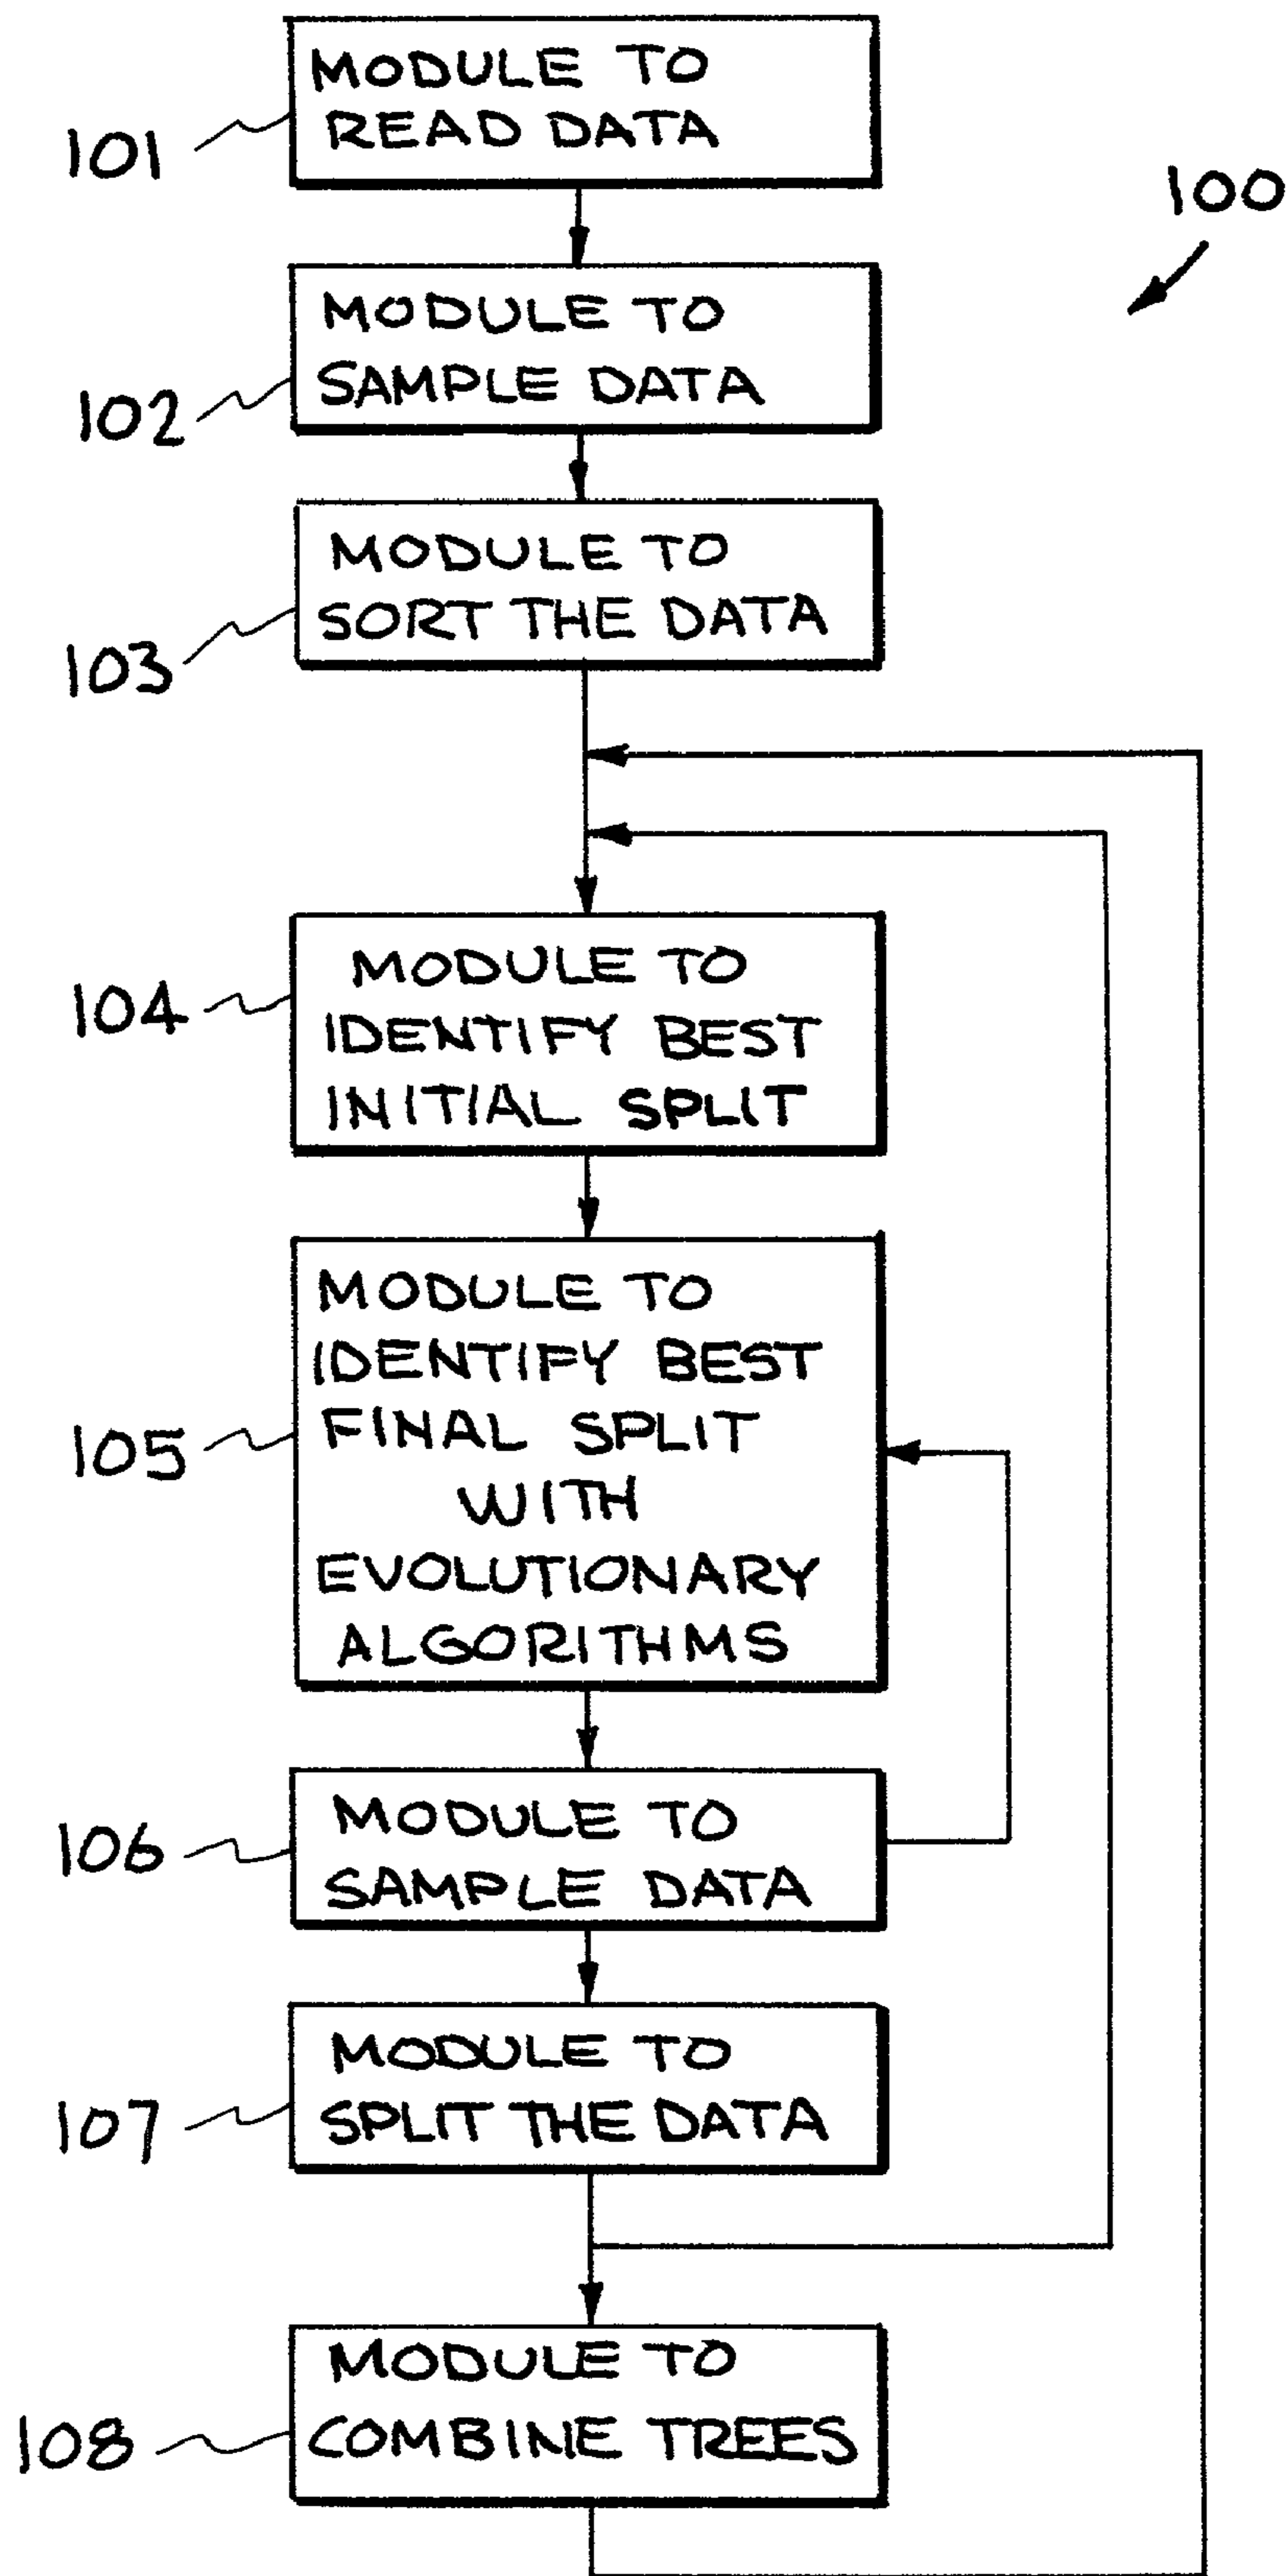 MODULE TO
READ DATA
101
100
MODULE TO
SAMPLE DATA
102
MODULE TO
SORT THE DATA
103
MODULE TO
IDENTIFY BEST
INITIAL SPLIT
104
MODULE TO
IDENTIFY BEST
FINAL SPLIT
WITH
EVOLUTIONARY
ALGORITHMS
105
MODULE TO
SAMPLE DATA
106
MODULE TO
SPLIT THE DATA
107
MODULE TO
COMBINE TREES
108